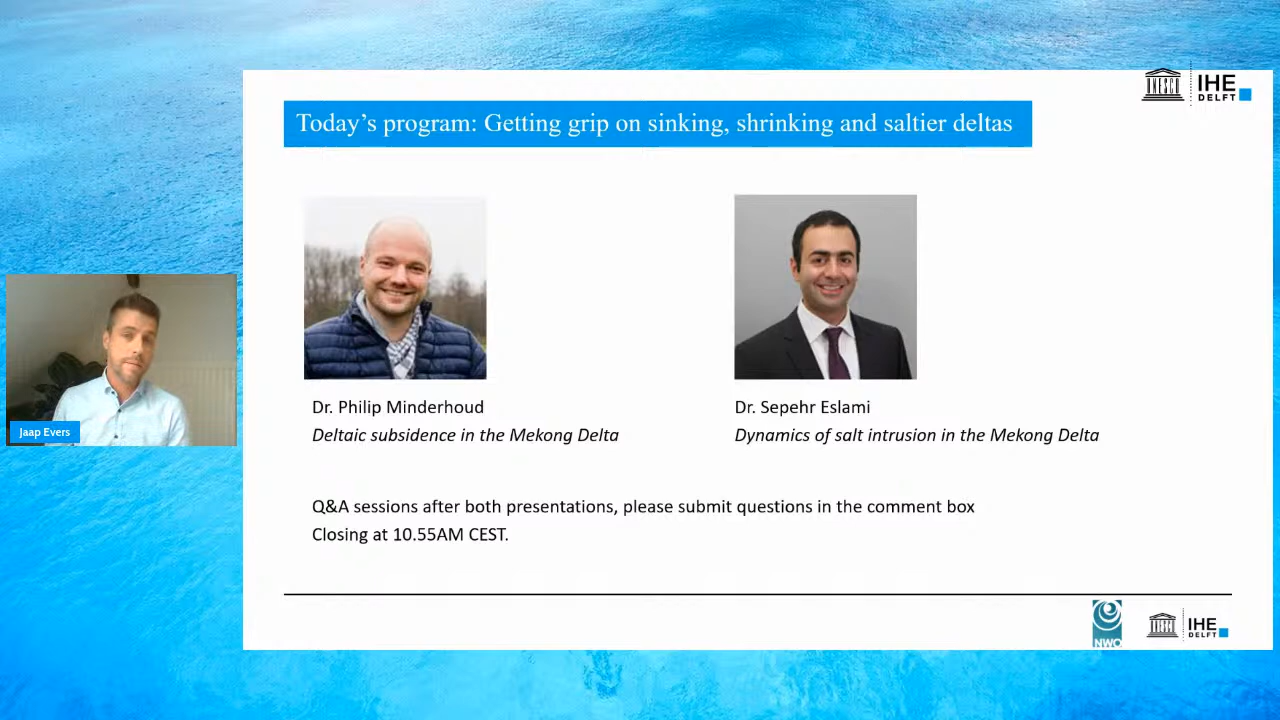 UNESCO
IHE
DELFT
Today's program: Getting grip on sinking, shrinking and saltier deltas
Jaap Evers
Dr. Philip Minderhoud
Deltaic subsidence in the Mekong Delta
Dr. Sepehr Eslami
Dynamics of salt intrusion in the Mekong Delta
Q&A sessions after both presentations, please submit questions in the comment box
Closing at 10.55AM CEST.
NWO
IHE
DELFT